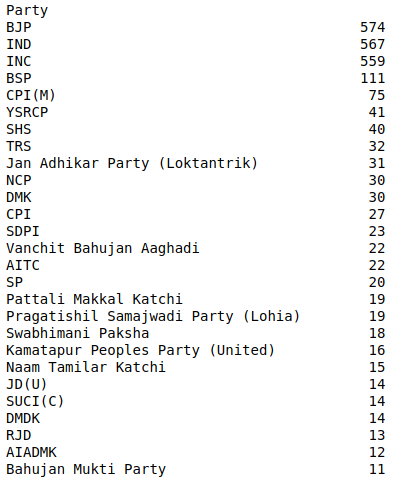 Party
BJP 574
IND 567
INC 559
BSP 111
CPI(M) 75
YSRCP 41
SHS 40
TRS 32
Jan Adhikar Party (Loktantrik) 31
NCP 30
DMK 30
CPI 27
SDPI 23
Vanchit Bahujan Aaghadi 22
AITC 22
SP 20
Pattali Makkal Katchi 19
Pragatishil Samajwadi Party (Lohia) 19
Swabhimani Paksha 18
Kamatapur Peoples Party (United) 16
Naam Tamilar Katchi 15
JD(U) 14
SUCI(C) 14
DMDK 14
RJD 13
AIADMK 12
Bahujan Mukti Party 11